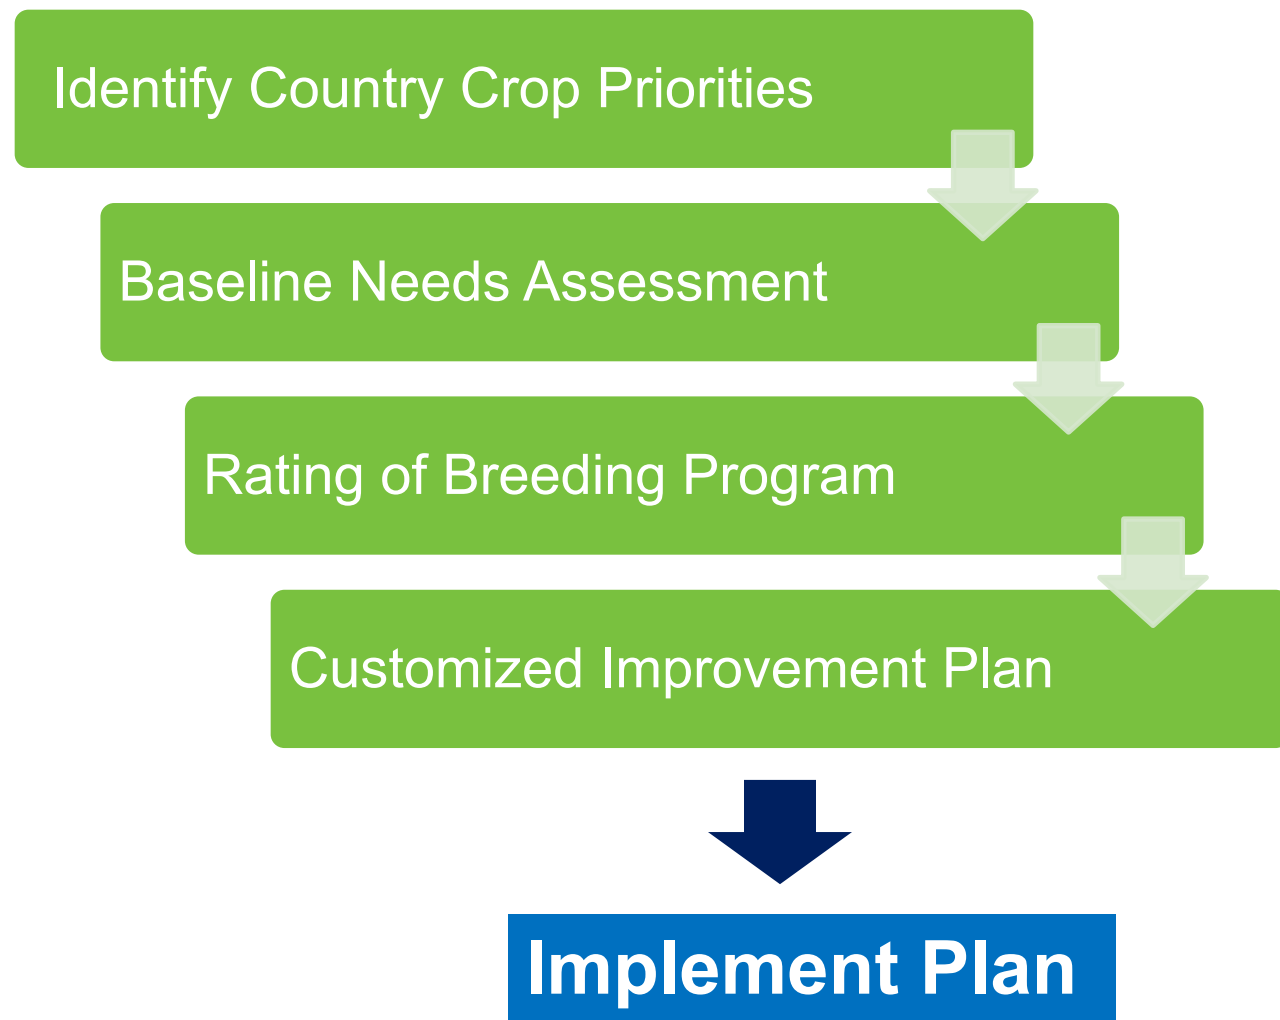 Identify Country Crop Priorities
Baseline Needs Assessment
Rating of Breeding Program
Customized Improvement Plan
Implement Plan